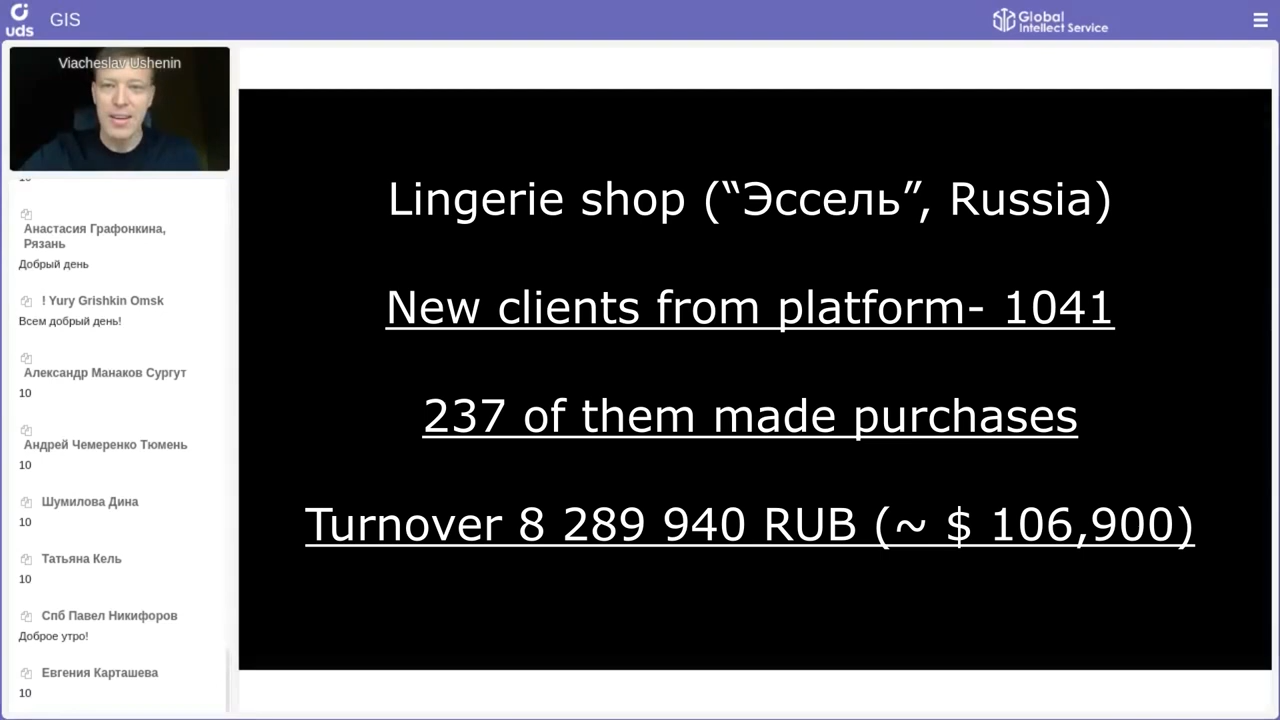 uds
GIS
Global
Intellect Service
Viacheslav Ushenin
10
Анастасия Графонкина,
Рязань
Добрый день
! Yury Grishkin Omsk
Всем добрый день!
Александр Манаков Сургут
10
Андрей Чемеренко Тюмень
10
Шумилова Дина
10
Татьяна Кель
10
Спб Павел Никифоров
Доброе утро!
Евгения Карташева
10
Lingerie shop (“Эссель”, Russia)
New clients from platform- 1041
237 of them made purchases
Turnover 8 289 940 RUB (~ $ 106,900)